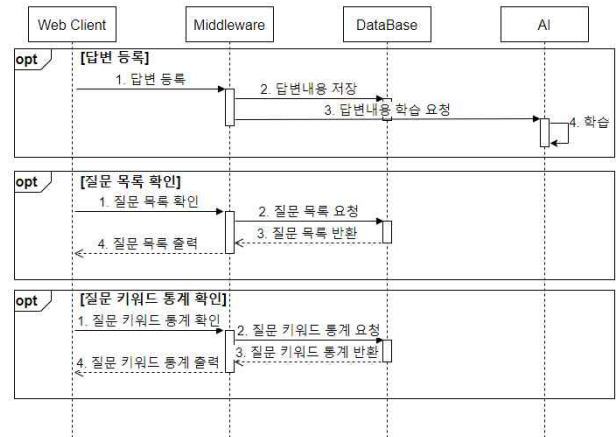 Web Client
Middleware
DataBase
AI
opt
[답변 등록]
1. 답변 등록
2. 답변내용 저장
3. 답변내용 학습 요청
4. 학습
opt
[질문 목록 확인]
1. 질문 목록 확인
2. 질문 목록 요청
3. 질문 목록 반환
4. 질문 목록 출력
opt
[질문 키워드 통계 확인]
1. 질문 키워드 통계 확인
2. 질문 키워드 통계 요청
3. 질문 키워드 통계 반환
4. 질문 키워드 통계 출력